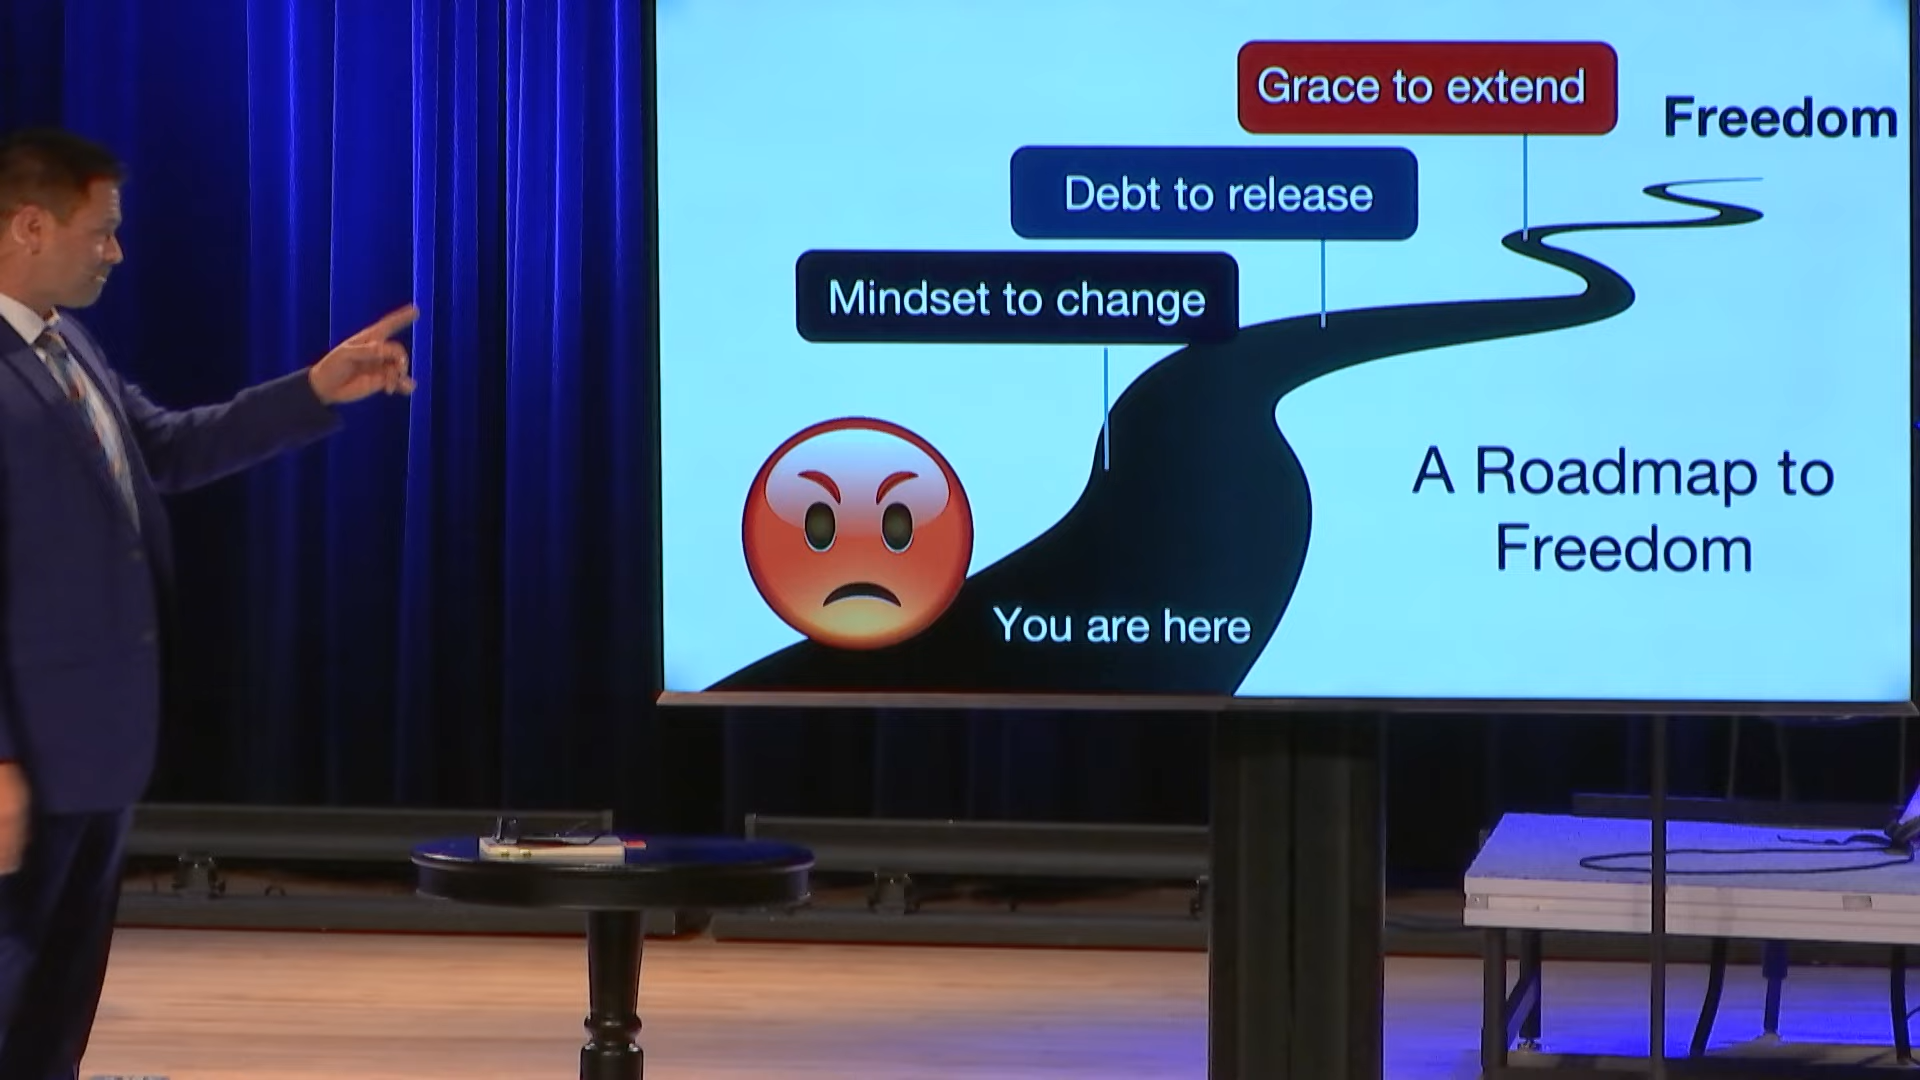 Grace to extend
Freedom
Debt to release
Mindset to change
A Roadmap to
Freedom
You are here